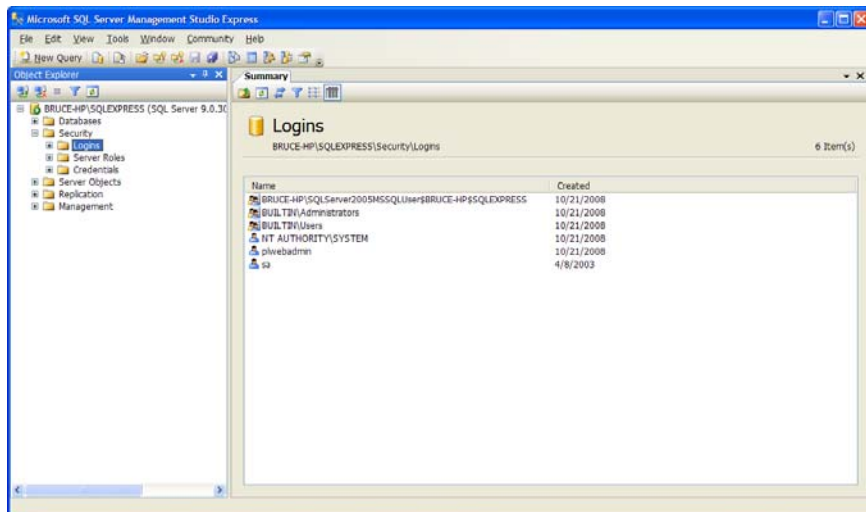 Microsoft SQL Server Management Studio Express
File Edit View Tools Window Community Help
New Query
Object Explorer
Summary
BRUCE-HP\SQLEXPRESS (SQL Server 9.0.30
Databases
Security
Logins
Server Roles
Credentials
Server Objects
Replication
Management
Logins
BRUCE-HP\SQLEXPRESS\Security\Logins 6 Item(s)
Name Created
BRUCE-HP\SQLServer2005MSSQLUser$BRUCE-HP$SQLEXPRESS 10/21/2008
BUILTIN\Administrators 10/21/2008
BUILTIN\Users 10/21/2008
NT AUTHORITY\SYSTEM 10/21/2008
plwebadmin 10/21/2008
sa 4/8/2003